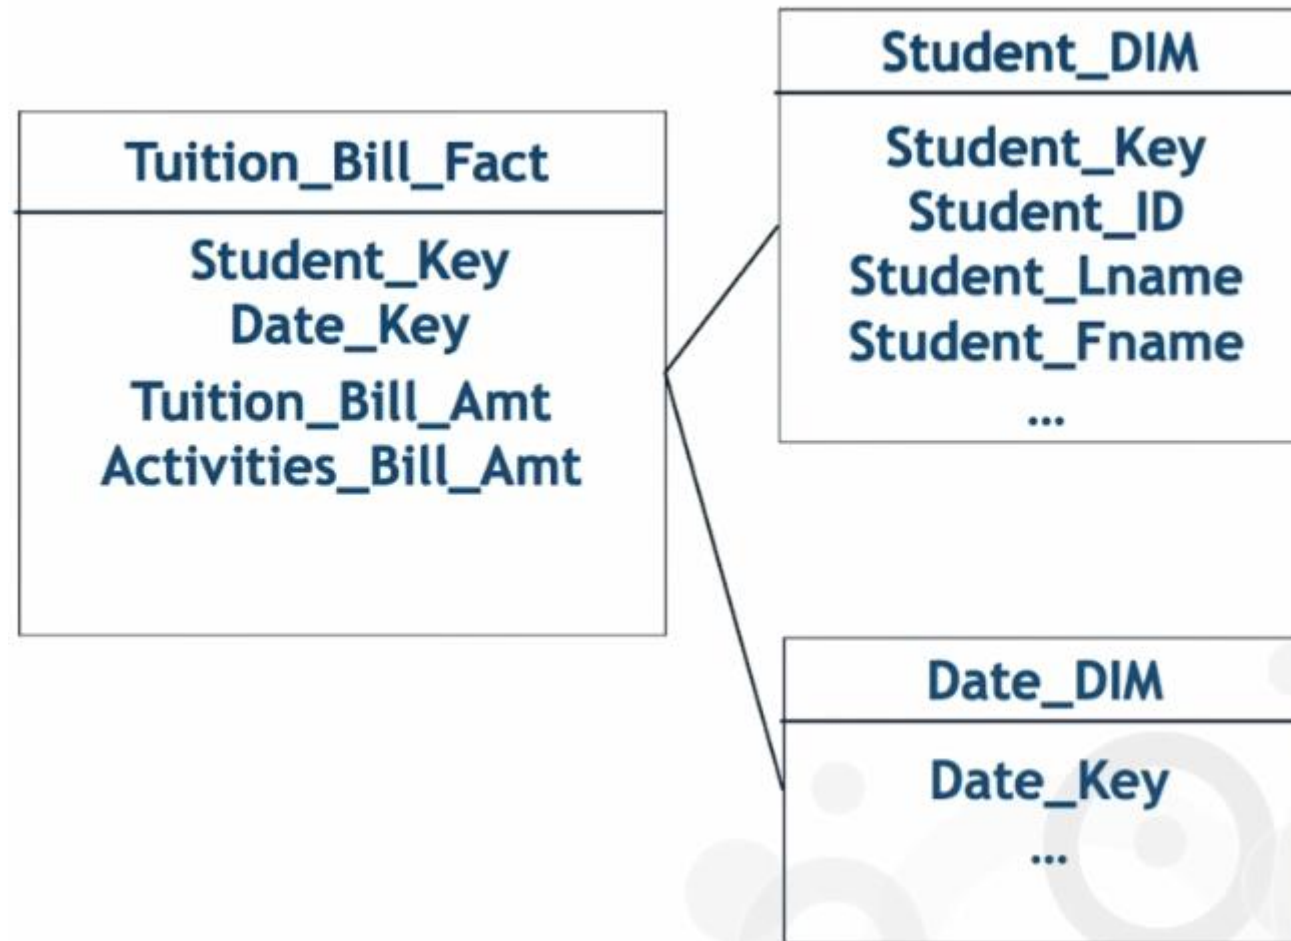 Tuition_Bill_Fact
Student_Key
Date_Key
Tuition_Bill_Amt
Activities_Bill_Amt
Student_DIM
Student_Key
Student_ID
Student_Lname
Student_Fname
...
Date_DIM
Date_Key
...